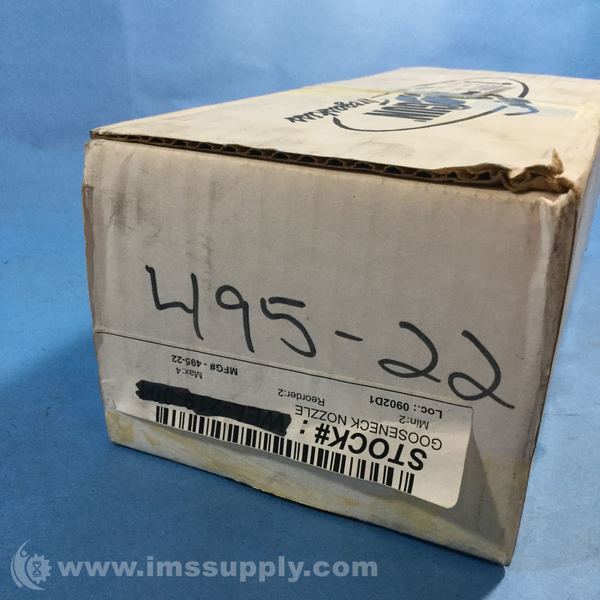 495-22
STOCK# :
GOOSENECK NOZZLE
Min:2 Reorder:2 Max:4
Loc.: 0902D1 MFG# - 495-22
www.imssupply.com